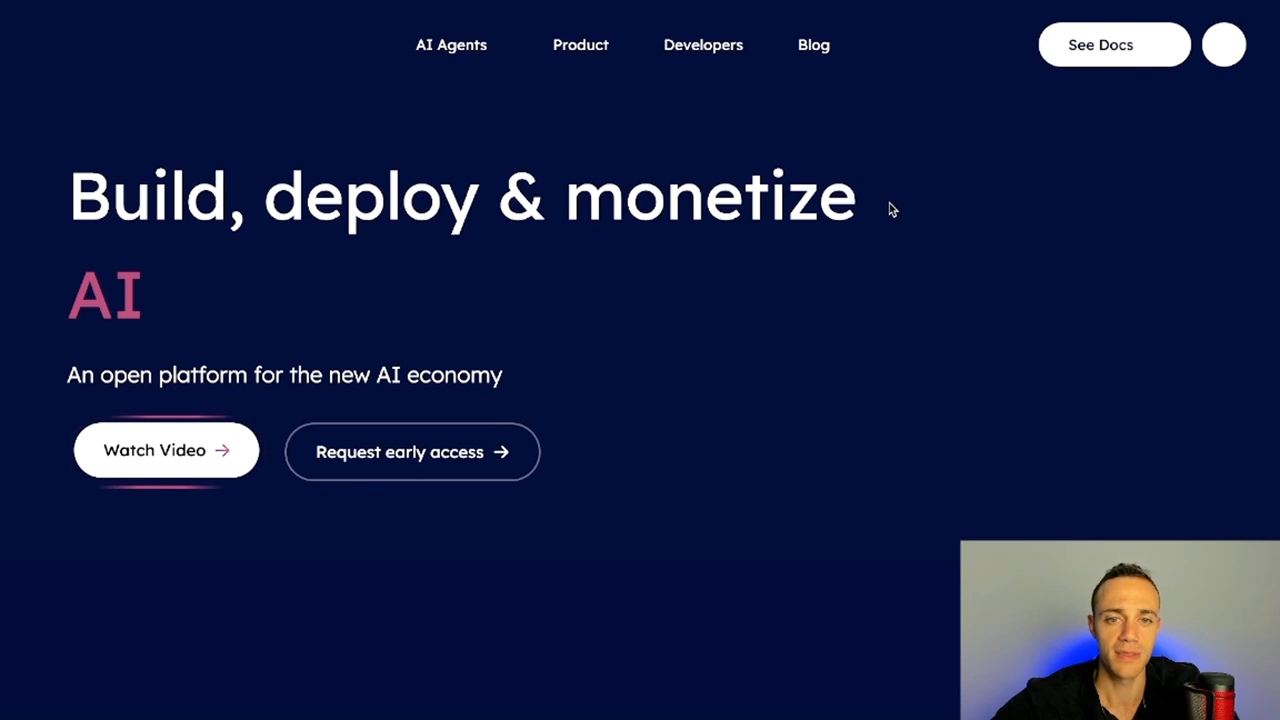 AI Agents Product Developers Blog See Docs
Build, deploy & monetize
AI
An open platform for the new AI economy
Watch Video →
Request early access →